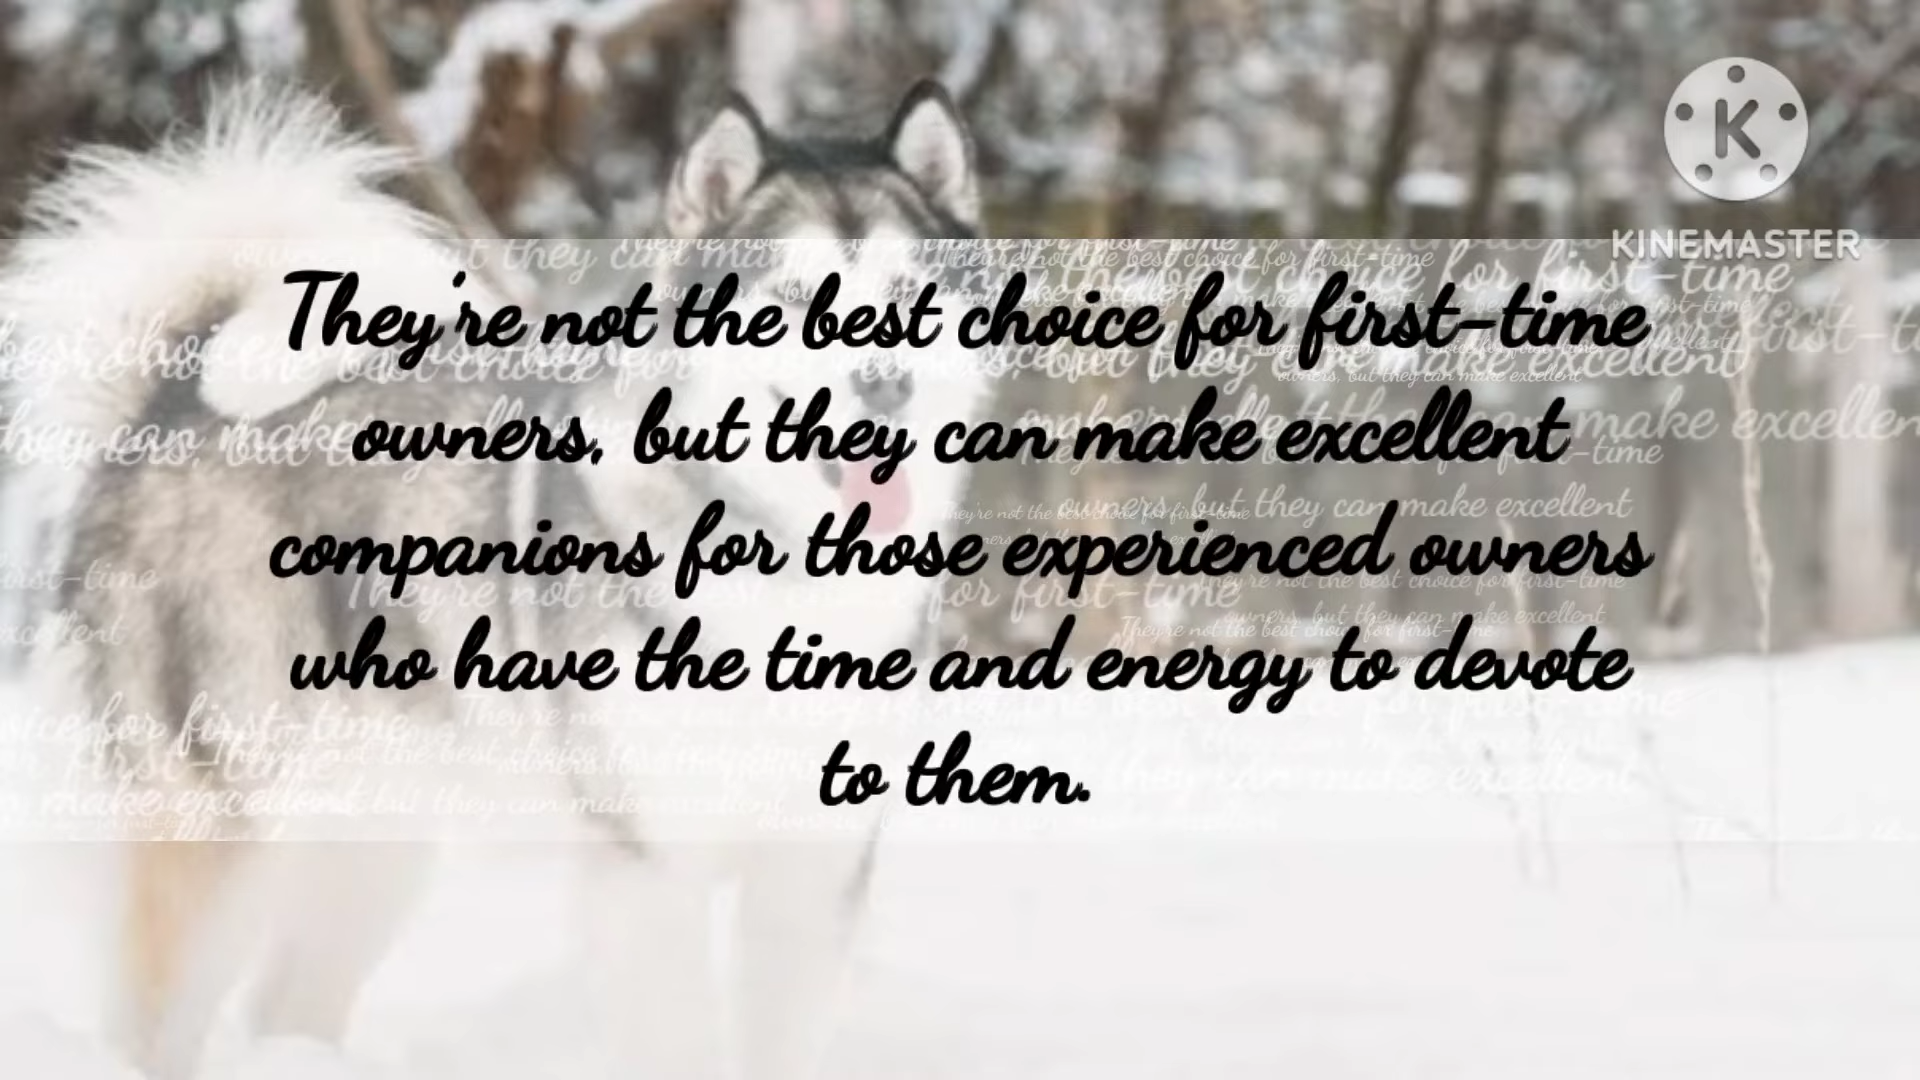 K
KINEMASTER
They're not the best choice for first-time
owners, but they can make excellent
companions for those experienced owners
who have the time and energy to devote
to them.